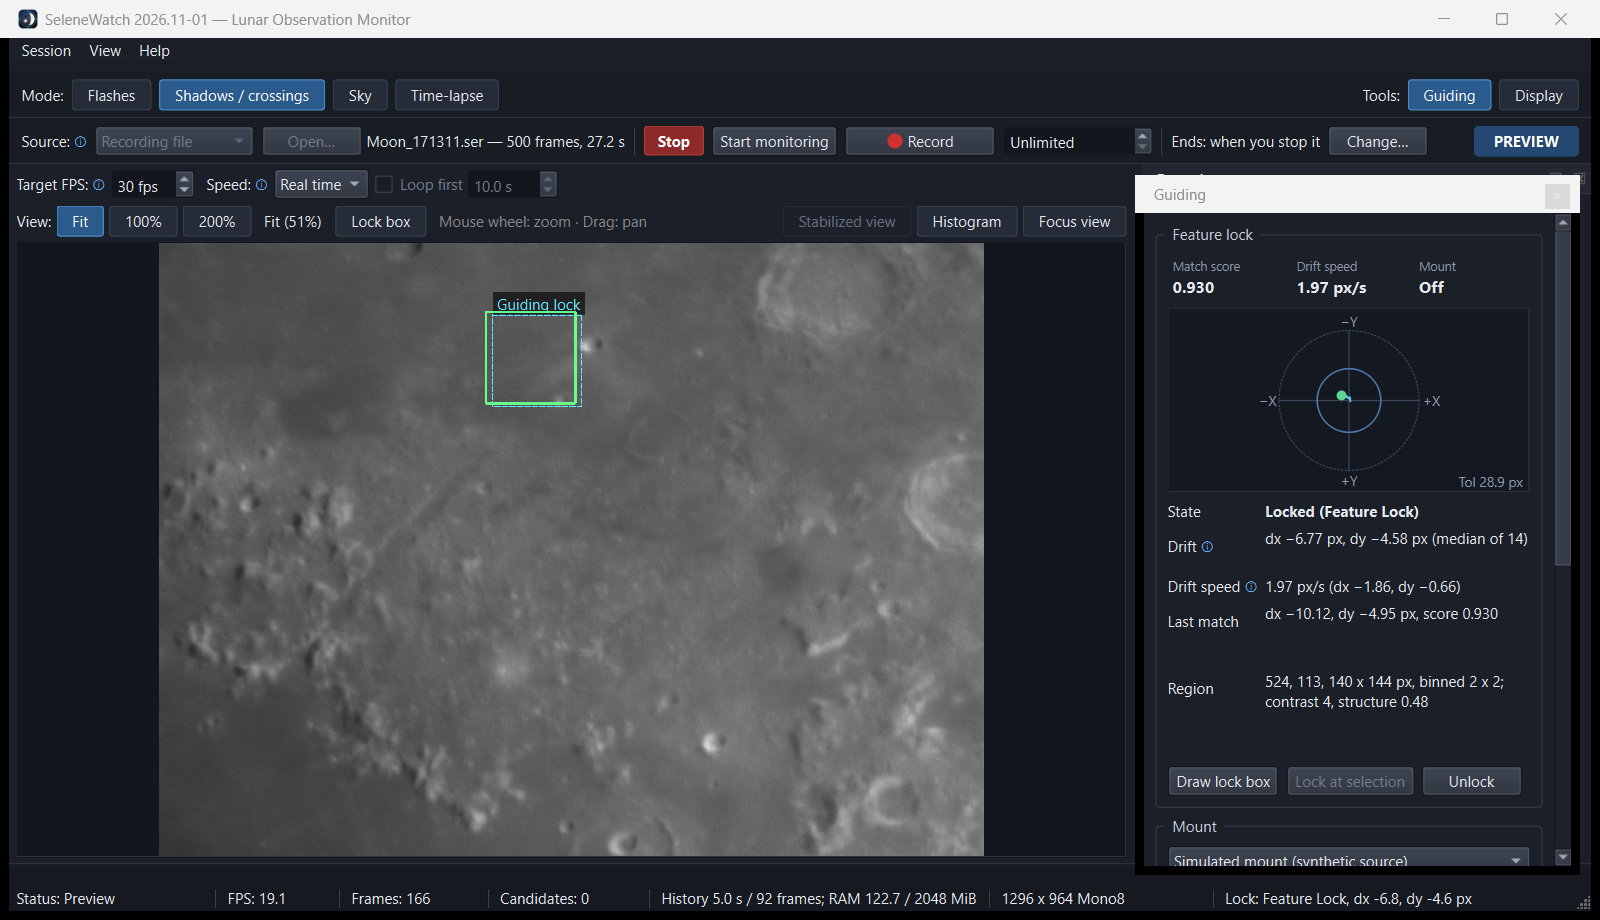 SeleneWatch 2026.11-01 — Lunar Observation Monitor
Session View Help
Mode: Flashes Shadows / crossings Sky Time-lapse Tools: Guiding Display
Source: Recording file Open... Moon_171311.ser — 500 frames, 27.2 s Stop Start monitoring Record Unlimited Ends: when you stop it Change... PREVIEW
Target FPS: 30 fps Speed: Real time Loop first 10.0 s
View: Fit 100% 200% Fit (51%) Lock box Mouse wheel: zoom · Drag: pan Stabilized view Histogram Focus view
Guiding lock
Guiding
Feature lock
Match score Drift speed Mount
0.930 1.97 px/s Off
−Y
−X +X
+Y
Tol 28.9 px
State Locked (Feature Lock)
Drift dx −6.77 px, dy −4.58 px (median of 14)
Drift speed 1.97 px/s (dx −1.86, dy −0.66)
Last match dx −10.12, dy −4.95 px, score 0.930
Region 524, 113, 140 x 144 px, binned 2 x 2;
contrast 4, structure 0.48
Draw lock box Lock at selection Unlock
Mount
Simulated mount (synthetic source)
Status: Preview FPS: 19.1 Frames: 166 Candidates: 0 History 5.0 s / 92 frames; RAM 122.7 / 2048 MiB 1296 x 964 Mono8 Lock: Feature Lock, dx -6.8, dy -4.6 px